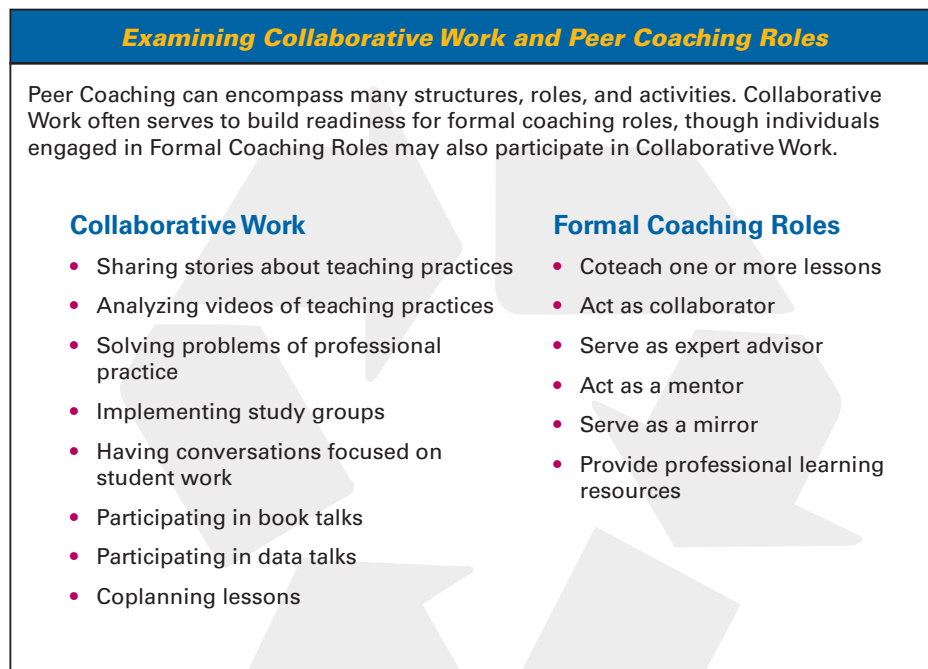 Examining Collaborative Work and Peer Coaching Roles
Peer Coaching can encompass many structures, roles, and activities. Collaborative
Work often serves to build readiness for formal coaching roles, though individuals
engaged in Formal Coaching Roles may also participate in Collaborative Work.
Collaborative Work
• Sharing stories about teaching practices
• Analyzing videos of teaching practices
• Solving problems of professional
practice
• Implementing study groups
• Having conversations focused on
student work
• Participating in book talks
• Participating in data talks
• Coplanning lessons
Formal Coaching Roles
• Coteach one or more lessons
• Act as collaborator
• Serve as expert advisor
• Act as a mentor
• Serve as a mirror
• Provide professional learning
resources